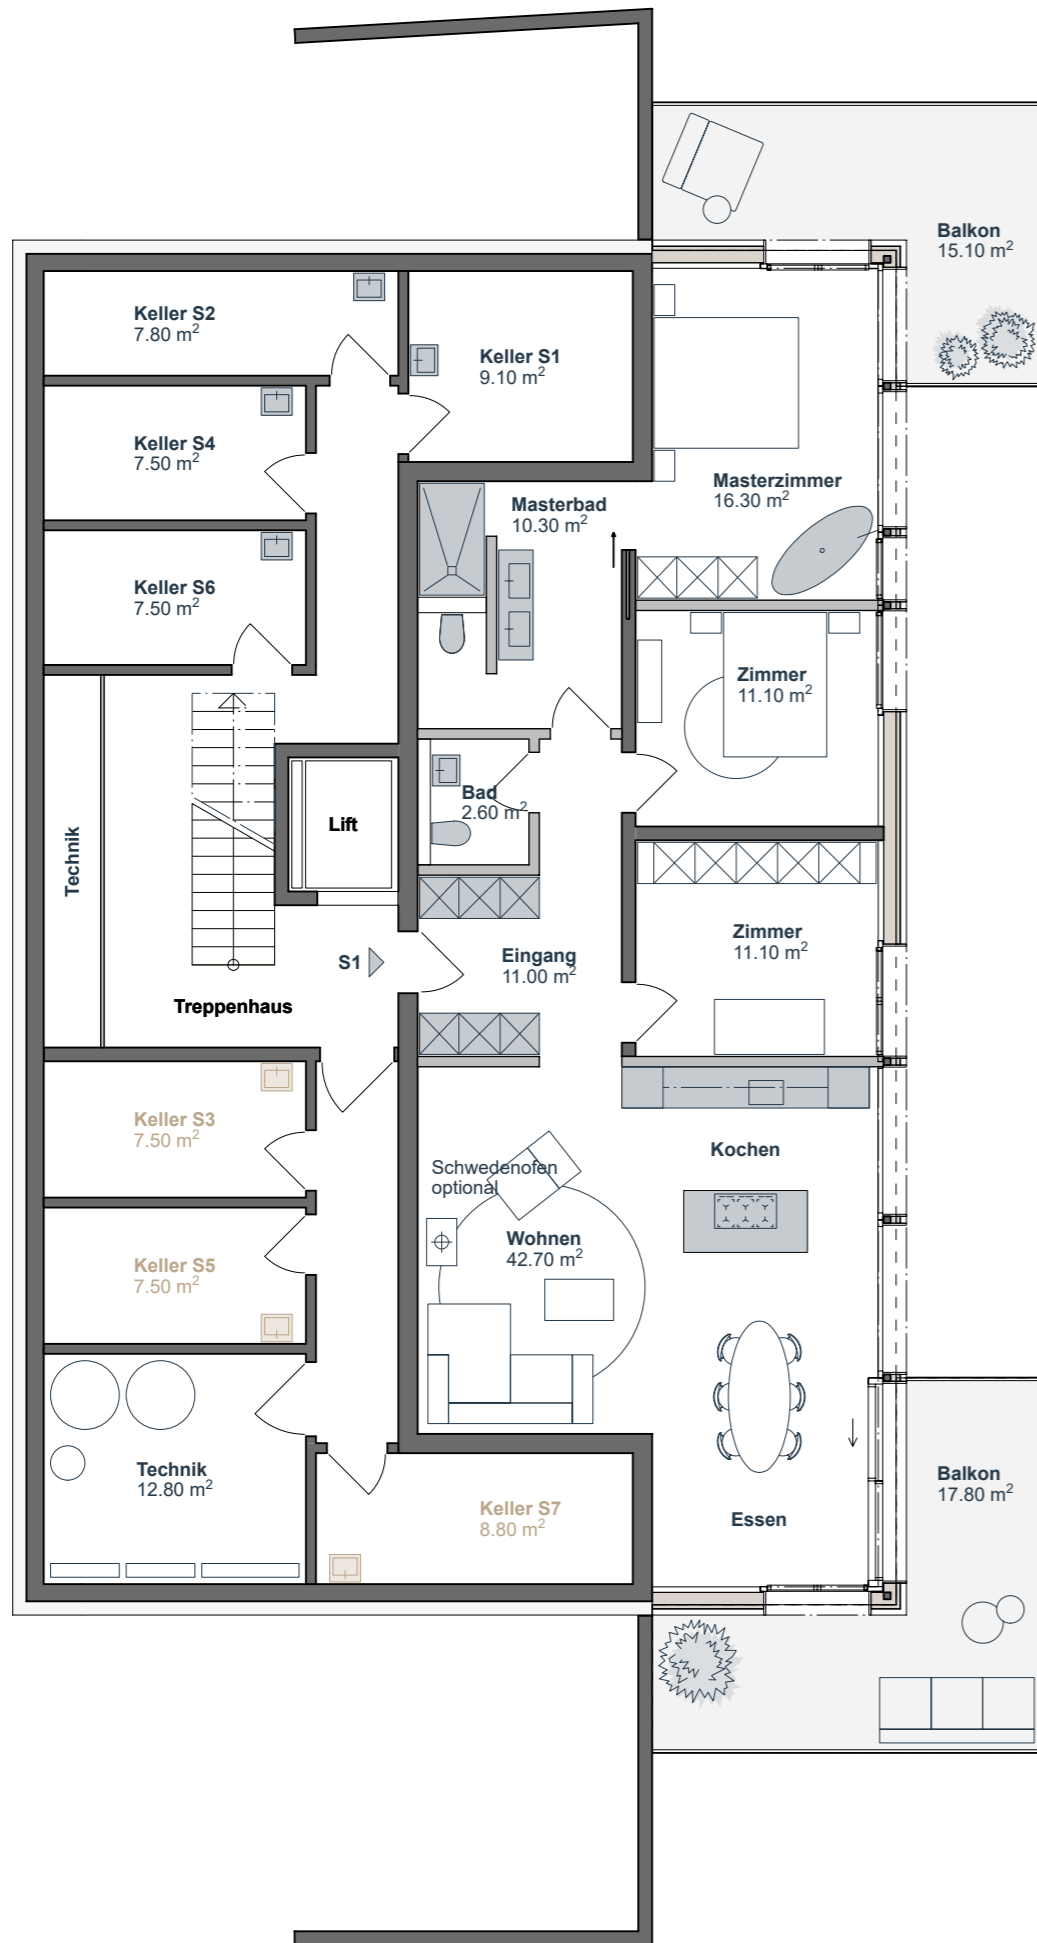 Balkon
15.10 m²
Keller S2
7.80 m²
Keller S1
9.10 m²
Keller S4
7.50 m²
Masterzimmer
16.30 m²
Masterbad
10.30 m²
Keller S6
7.50 m²
Zimmer
11.10 m²
Bad
2.60 m²
Lift
Technik
Zimmer
11.10 m²
Eingang
11.00 m²
S1
Treppenhaus
Keller S3
7.50 m²
Kochen
Schwedenofen
optional
Wohnen
42.70 m²
Keller S5
7.50 m²
Technik
12.80 m²
Balkon
17.80 m²
Keller S7
8.80 m²
Essen